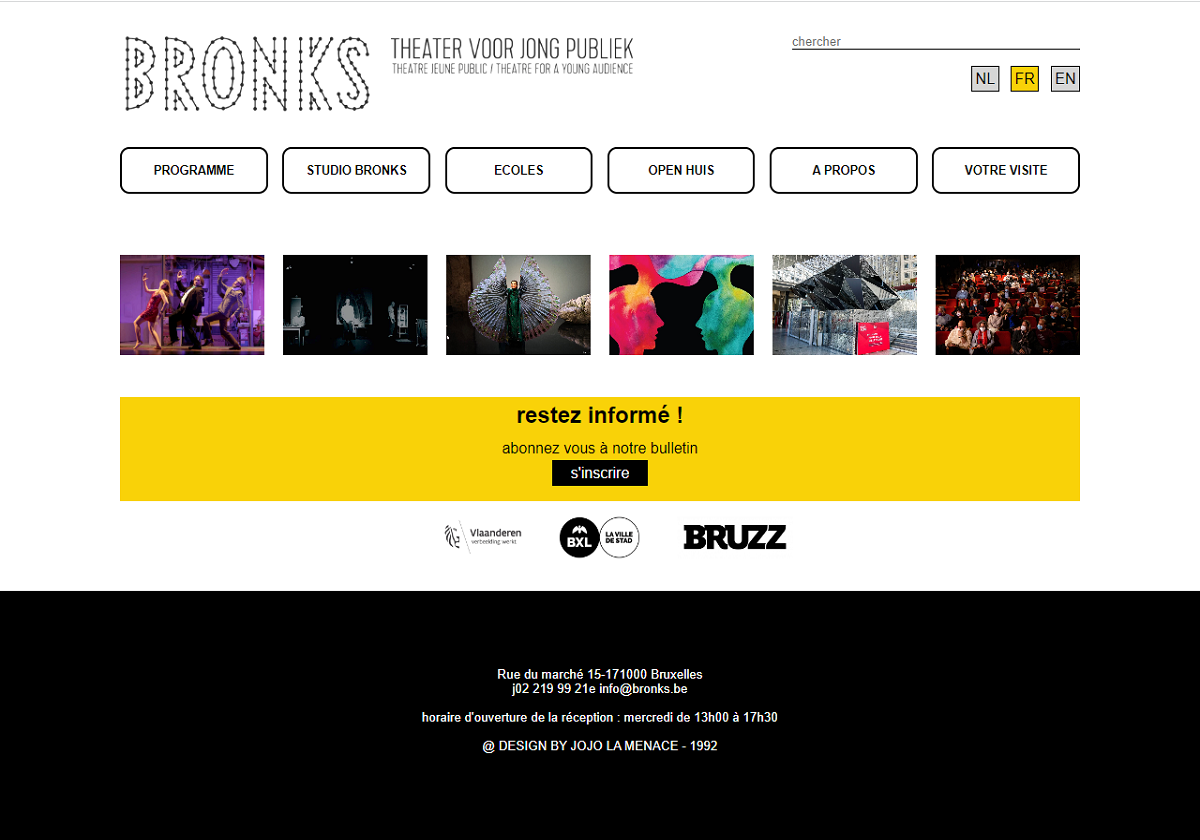 BRONKS
THEATER VOOR JONG PUBLIEK
THEATRE JEUNE PUBLIC / THEATRE FOR A YOUNG AUDIENCE
chercher
NL FR EN
PROGRAMME STUDIO BRONKS ECOLES OPEN HUIS A PROPOS VOTRE VISITE
restez informé !
abonnez vous à notre bulletin
s'inscrire
Vlaanderen
verbeelding werkt
BXL
LA VILLE
DE STAD
BRUZZ
Rue du marché 15-171000 Bruxelles
j02 219 99 21e info@bronks.be
horaire d'ouverture de la réception : mercredi de 13h00 à 17h30
@ DESIGN BY JOJO LA MENACE - 1992